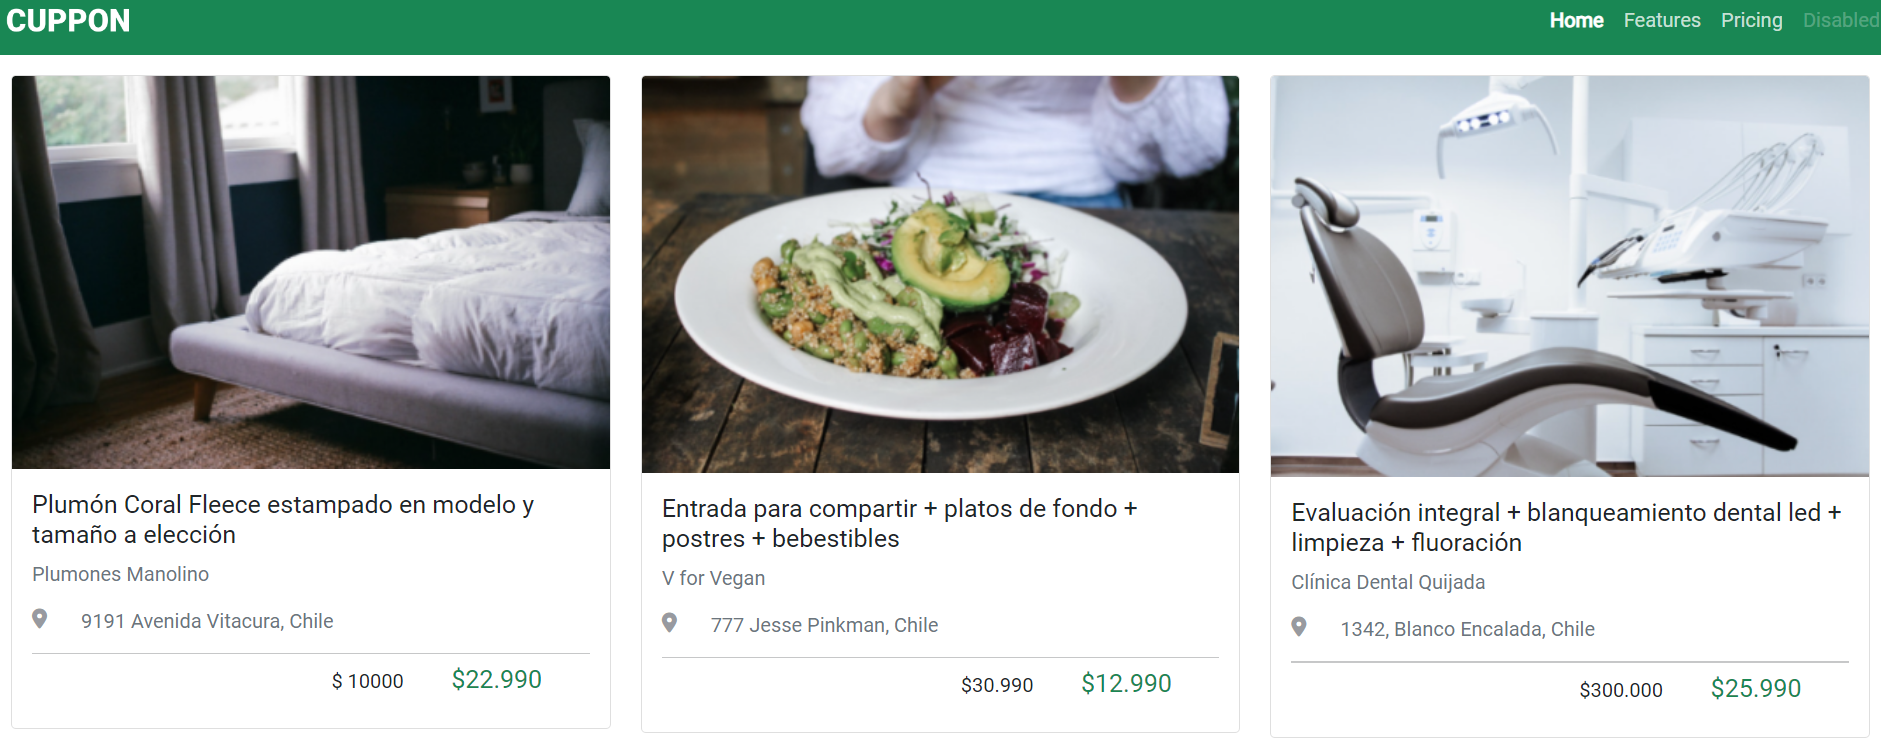 CUPPON
Home Features Pricing Disabled
Plumón Coral Fleece estampado en modelo y
tamaño a elección
Plumones Manolino
9191 Avenida Vitacura, Chile
$ 10000 $22.990
Entrada para compartir + platos de fondo +
postres + bebestibles
V for Vegan
777 Jesse Pinkman, Chile
$30.990 $12.990
Evaluación integral + blanqueamiento dental led +
limpieza + fluoración
Clínica Dental Quijada
1342, Blanco Encalada, Chile
$300.000 $25.990